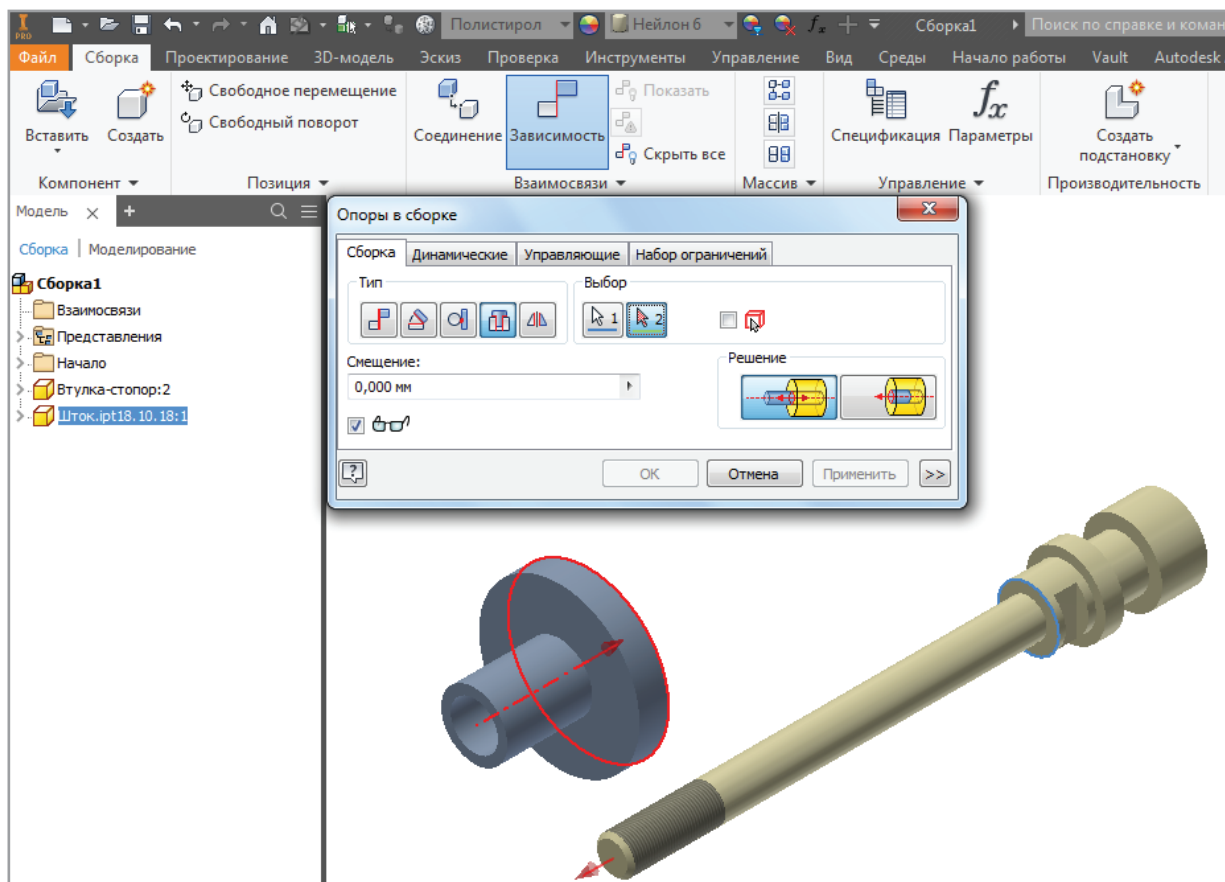 PRO Полистирол Нейлон 6 fx Сборка1 Поиск по справке и коман
Файл Сборка Проектирование 3D-модель Эскиз Проверка Инструменты Управление Вид Среды Начало работы Vault Autodesk
Вставить Создать
Свободное перемещение
Свободный поворот
Соединение Зависимость
Показать
Скрыть все
Спецификация Параметры
fx
Создать
подстановку
Компонент Позиция Взаимосвязи Массив Управление Производительность
Модель
Сборка | Моделирование
Сборка1
Взаимосвязи
Представления
Начало
Втулка-стопор:2
Шток.ipt18.10.18:1
Опоры в сборке
Сборка Динамические Управляющие Набор ограничений
Тип
Выбор
1 2
Смещение:
0,000 мм
Решение
ОК Отмена Применить >>